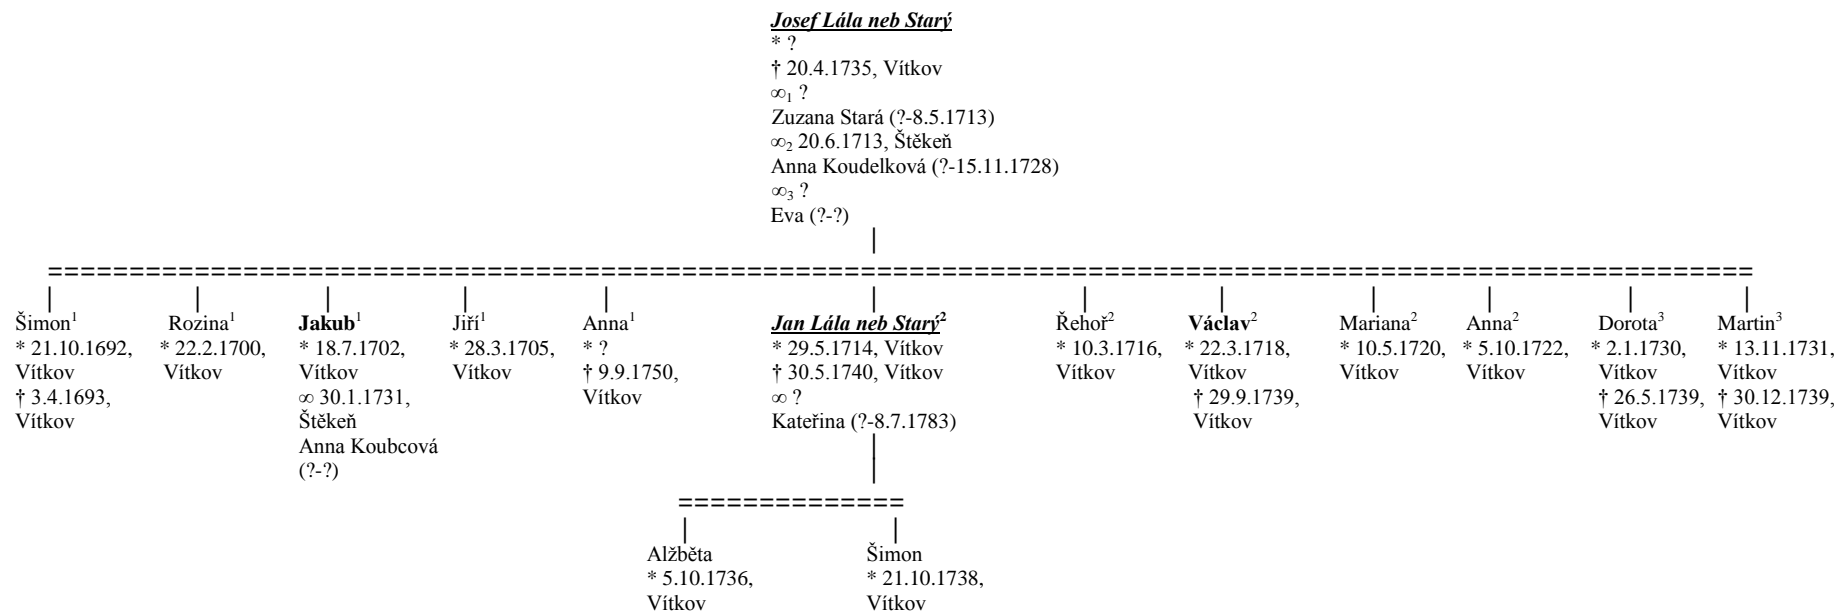 Josef Lála neb Starý
* ?
† 20.4.1735, Vítkov
∞₁ ?
Zuzana Stará (?-8.5.1713)
∞₂ 20.6.1713, Štěkeň
Anna Koudelková (?-15.11.1728)
∞₃ ?
Eva (?-?)
Šimon¹
* 21.10.1692,
Vítkov
† 3.4.1693,
Vítkov
Rozina¹
* 22.2.1700,
Vítkov
Jakub¹
* 18.7.1702,
Vítkov
∞ 30.1.1731,
Štěkeň
Anna Koubcová
(?-?)
Jiří¹
* 28.3.1705,
Vítkov
Anna¹
* ?
† 9.9.1750,
Vítkov
Jan Lála neb Starý²
* 29.5.1714, Vítkov
† 30.5.1740, Vítkov
∞ ?
Kateřina (?-8.7.1783)
Řehoř²
* 10.3.1716,
Vítkov
Václav²
* 22.3.1718,
Vítkov
† 29.9.1739,
Vítkov
Mariana²
* 10.5.1720,
Vítkov
Anna²
* 5.10.1722,
Vítkov
Dorota³
* 2.1.1730,
Vítkov
† 26.5.1739,
Vítkov
Martin³
* 13.11.1731,
Vítkov
† 30.12.1739,
Vítkov
Alžběta
* 5.10.1736,
Vítkov
Šimon
* 21.10.1738,
Vítkov